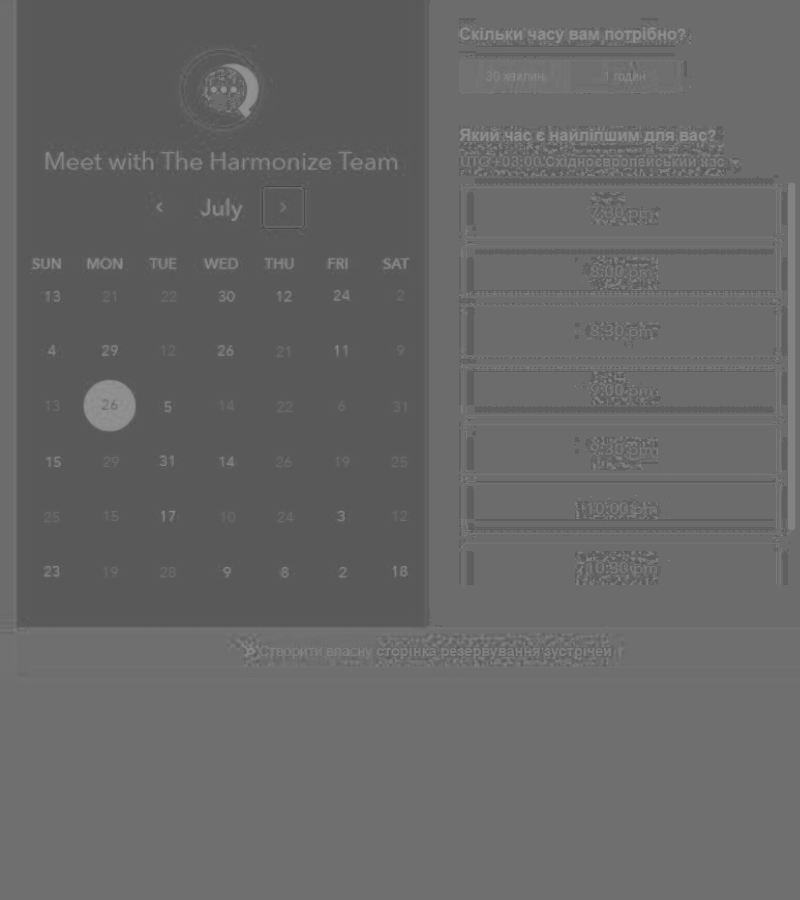 Meet with The Harmonize Team
July
SUN MON TUE WED THU FRI SAT
13 21 22 30 12 24 2
4 29 12 26 21 11 9
13 26 5 14 22 6 31
15 29 31 14 26 19 25
25 15 17 10 24 3 12
23 19 28 9 8 2 18
Скільки часу вам потрібно?
30 хвилин 1 годин
Який час є найліпшим для вас?
UTC+03:00 Східноєвропейський час
7:30 pm
8:00 pm
8:30 pm
9:00 pm
9:30 pm
10:00 pm
10:30 pm
Створити власну сторінка резервування зустрічей